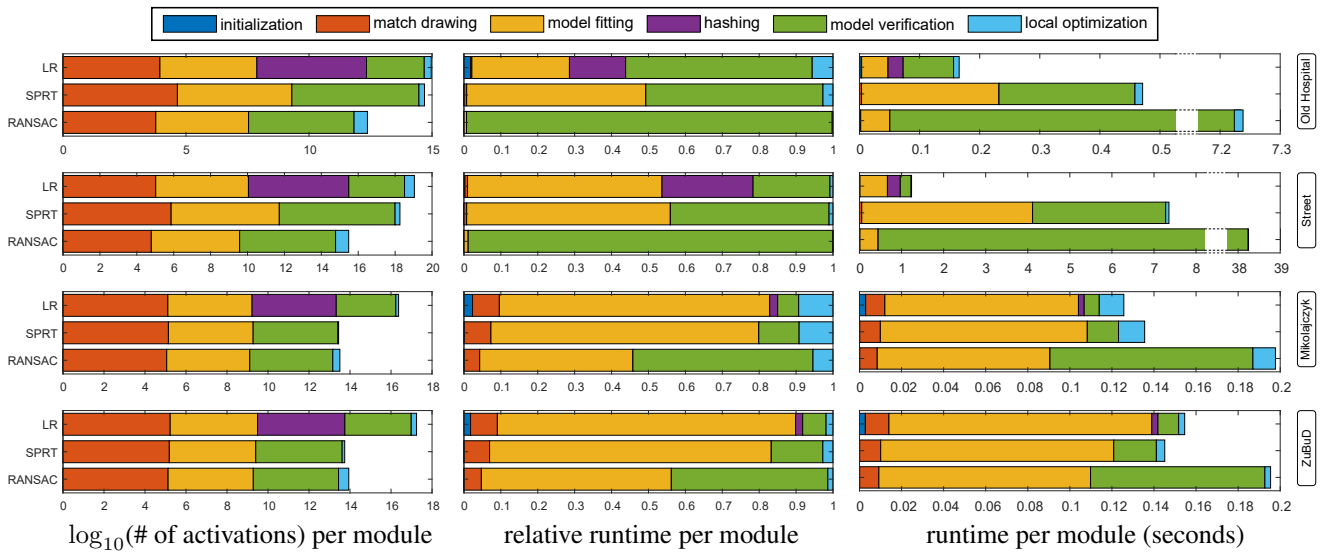 initialization match drawing model fitting hashing model verification local optimization
LR
SPRT
RANSAC
0 5 10 15
0 0.1 0.2 0.3 0.4 0.5 0.6 0.7 0.8 0.9 1
0 0.1 0.2 0.3 0.4 0.5 7.2 7.3
Old Hospital
LR
SPRT
RANSAC
0 2 4 6 8 10 12 14 16 18 20
0 0.1 0.2 0.3 0.4 0.5 0.6 0.7 0.8 0.9 1
0 1 2 3 4 5 6 7 8 38 39
Street
LR
SPRT
RANSAC
0 2 4 6 8 10 12 14 16 18
0 0.1 0.2 0.3 0.4 0.5 0.6 0.7 0.8 0.9 1
0 0.02 0.04 0.06 0.08 0.1 0.12 0.14 0.16 0.18 0.2
Mikolajczyk
LR
SPRT
RANSAC
0 2 4 6 8 10 12 14 16 18
0 0.1 0.2 0.3 0.4 0.5 0.6 0.7 0.8 0.9 1
0 0.02 0.04 0.06 0.08 0.1 0.12 0.14 0.16 0.18 0.2
ZuBuD
log₁₀(# of activations) per module
relative runtime per module
runtime per module (seconds)